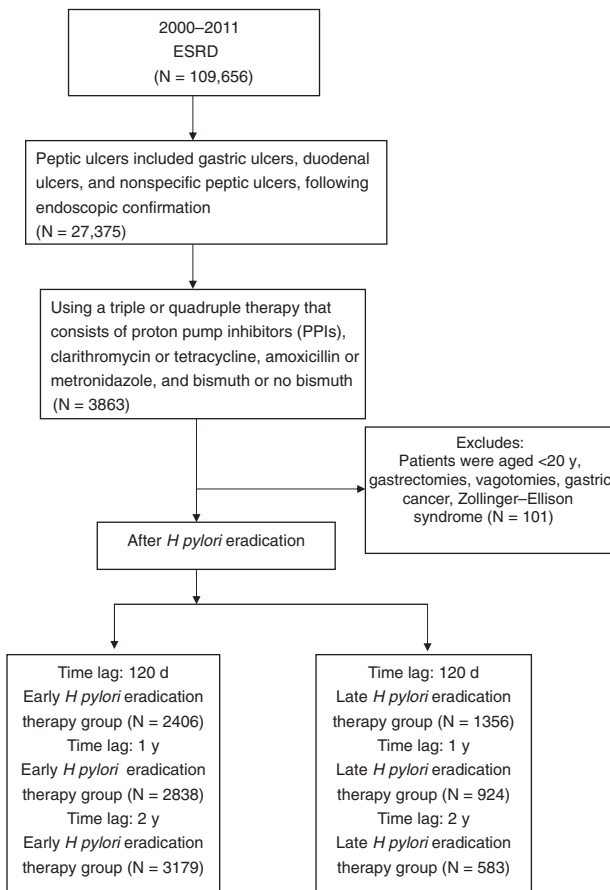 2000–2011
ESRD
(N = 109,656)
Peptic ulcers included gastric ulcers, duodenal
ulcers, and nonspecific peptic ulcers, following
endoscopic confirmation
(N = 27,375)
Using a triple or quadruple therapy that
consists of proton pump inhibitors (PPIs),
clarithromycin or tetracycline, amoxicillin or
metronidazole, and bismuth or no bismuth
(N = 3863)
Excludes:
Patients were aged <20 y,
gastrectomies, vagotomies, gastric
cancer, Zollinger–Ellison
syndrome (N = 101)
After H pylori eradication
Time lag: 120 d
Early H pylori eradication
therapy group (N = 2406)
Time lag: 1 y
Early H pylori eradication
therapy group (N = 2838)
Time lag: 2 y
Early H pylori eradication
therapy group (N = 3179)
Time lag: 120 d
Late H pylori eradication
therapy group (N = 1356)
Time lag: 1 y
Late H pylori eradication
therapy group (N = 924)
Time lag: 2 y
Late H pylori eradication
therapy group (N = 583)